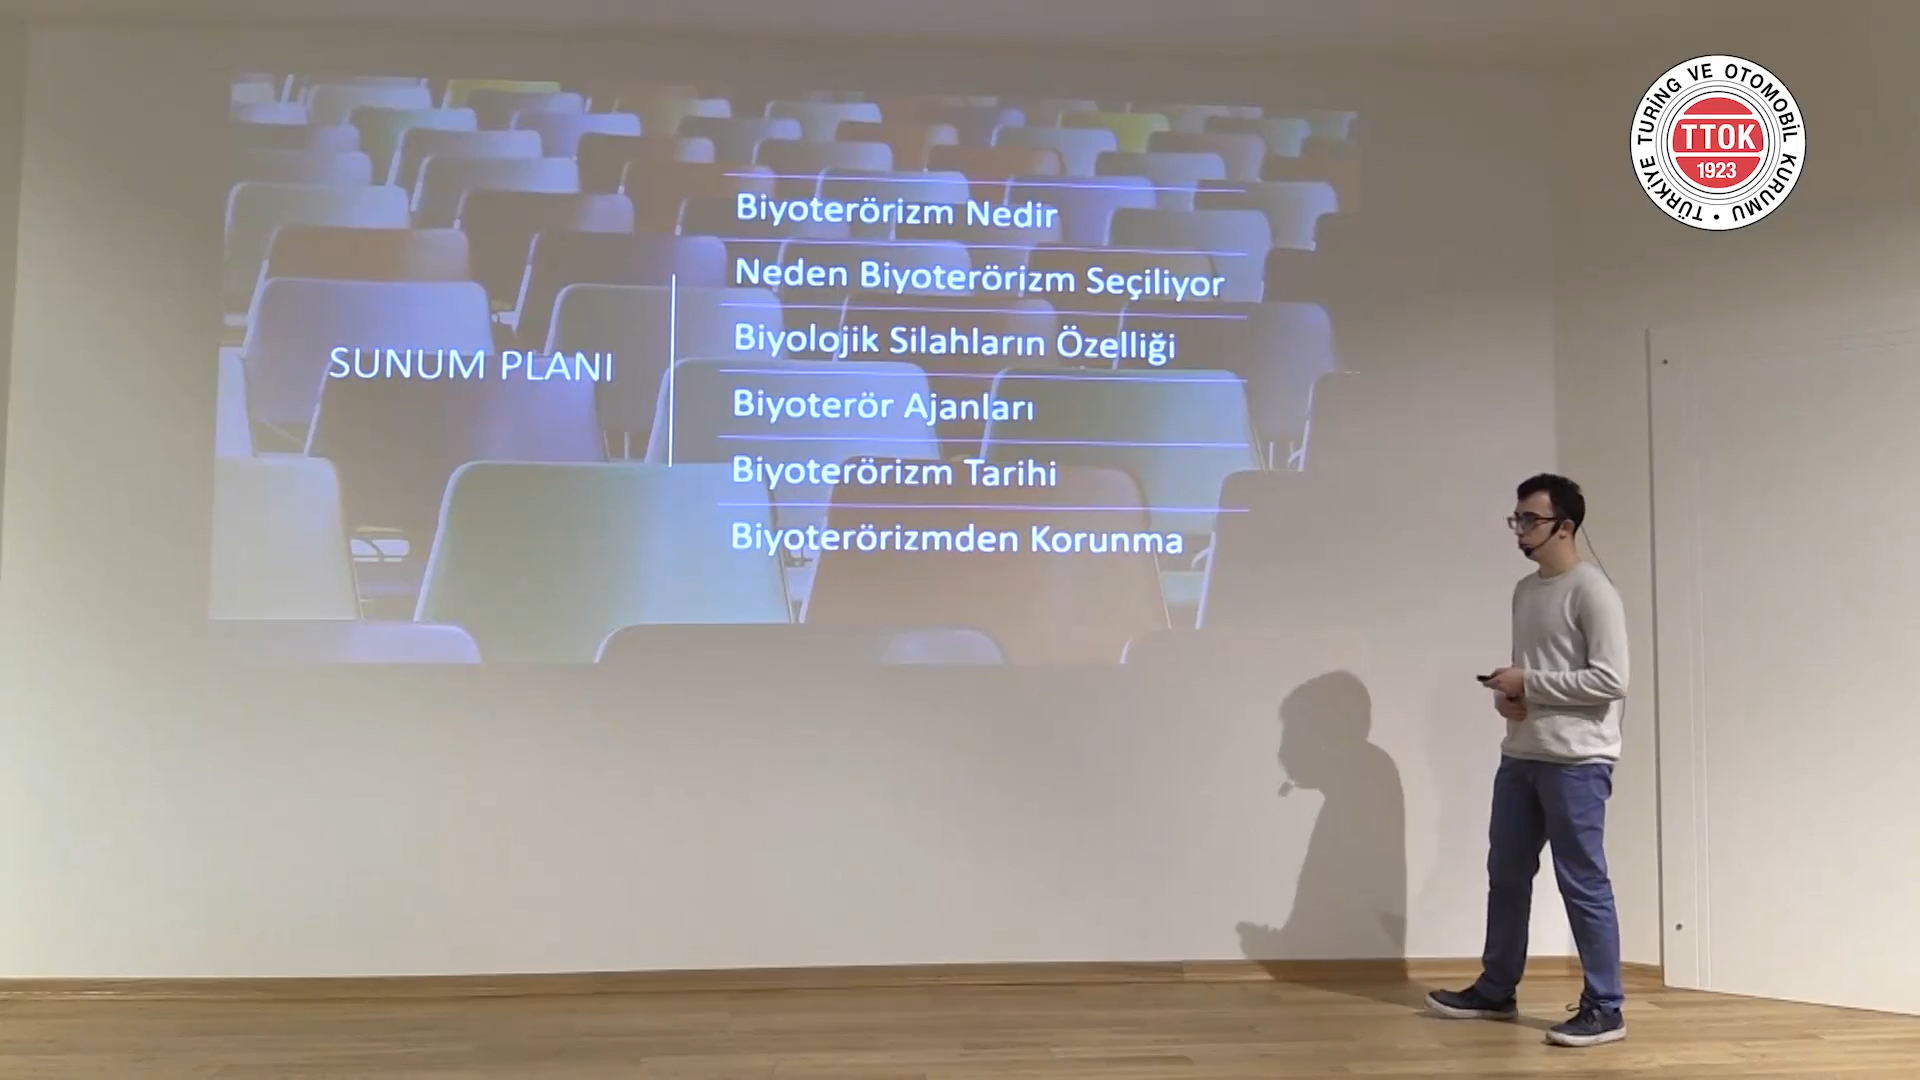 SUNUM PLANI
Biyoterörizm Nedir
Neden Biyoterörizm Seçiliyor
Biyolojik Silahların Özelliği
Biyoterör Ajanları
Biyoterörizm Tarihi
Biyoterörizmden Korunma
TÜRKİYE TURİNG VE OTOMOBİL KURUMU •
TTOK
1923